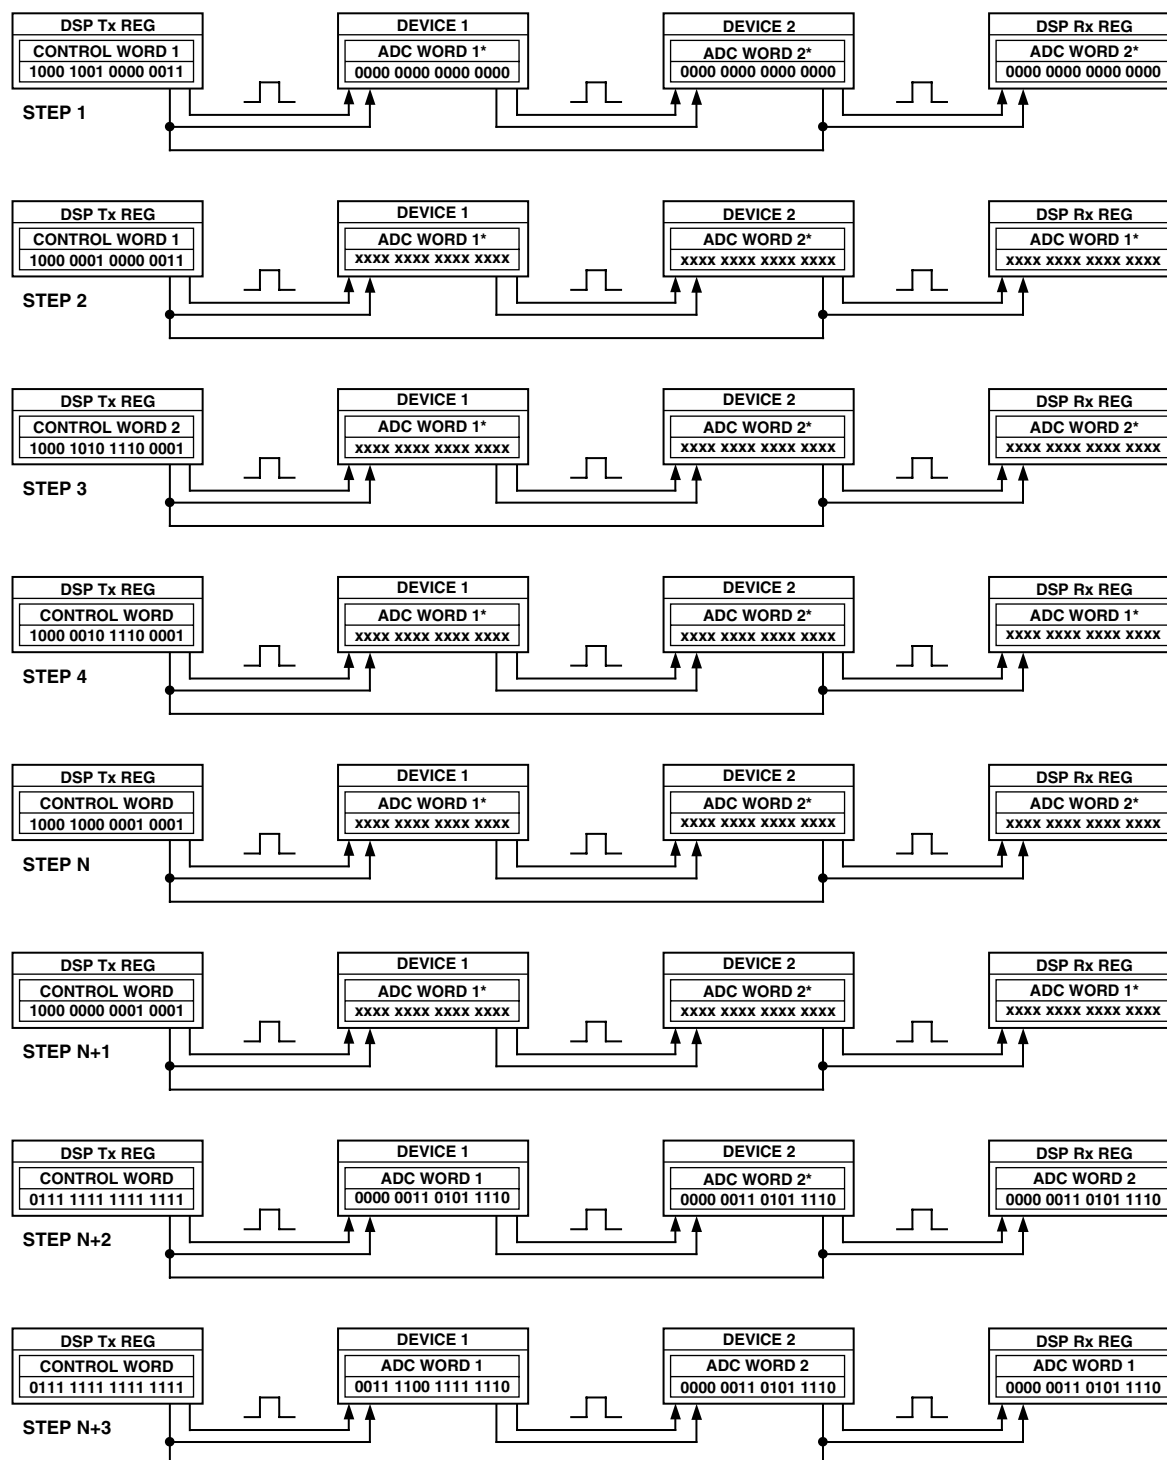 DSP Tx REG
CONTROL WORD 1
1000 1001 0000 0011
DEVICE 1
ADC WORD 1*
0000 0000 0000 0000
DEVICE 2
ADC WORD 2*
0000 0000 0000 0000
DSP Rx REG
ADC WORD 2*
0000 0000 0000 0000
STEP 1
DSP Tx REG
CONTROL WORD 1
1000 0001 0000 0011
DEVICE 1
ADC WORD 1*
xxxx xxxx xxxx xxxx
DEVICE 2
ADC WORD 2*
xxxx xxxx xxxx xxxx
DSP Rx REG
ADC WORD 1*
xxxx xxxx xxxx xxxx
STEP 2
DSP Tx REG
CONTROL WORD 2
1000 1010 1110 0001
DEVICE 1
ADC WORD 1*
xxxx xxxx xxxx xxxx
DEVICE 2
ADC WORD 2*
xxxx xxxx xxxx xxxx
DSP Rx REG
ADC WORD 2*
xxxx xxxx xxxx xxxx
STEP 3
DSP Tx REG
CONTROL WORD
1000 0010 1110 0001
DEVICE 1
ADC WORD 1*
xxxx xxxx xxxx xxxx
DEVICE 2
ADC WORD 2*
xxxx xxxx xxxx xxxx
DSP Rx REG
ADC WORD 1*
xxxx xxxx xxxx xxxx
STEP 4
DSP Tx REG
CONTROL WORD
1000 1000 0001 0001
DEVICE 1
ADC WORD 1*
xxxx xxxx xxxx xxxx
DEVICE 2
ADC WORD 2*
xxxx xxxx xxxx xxxx
DSP Rx REG
ADC WORD 2*
xxxx xxxx xxxx xxxx
STEP N
DSP Tx REG
CONTROL WORD
1000 0000 0001 0001
DEVICE 1
ADC WORD 1*
xxxx xxxx xxxx xxxx
DEVICE 2
ADC WORD 2*
xxxx xxxx xxxx xxxx
DSP Rx REG
ADC WORD 1*
xxxx xxxx xxxx xxxx
STEP N+1
DSP Tx REG
CONTROL WORD
0111 1111 1111 1111
DEVICE 1
ADC WORD 1
0000 0011 0101 1110
DEVICE 2
ADC WORD 2*
0000 0011 0101 1110
DSP Rx REG
ADC WORD 2
0000 0011 0101 1110
STEP N+2
DSP Tx REG
CONTROL WORD
0111 1111 1111 1111
DEVICE 1
ADC WORD 1
0011 1100 1111 1110
DEVICE 2
ADC WORD 2
0000 0011 0101 1110
DSP Rx REG
ADC WORD 1
0000 0011 0101 1110
STEP N+3